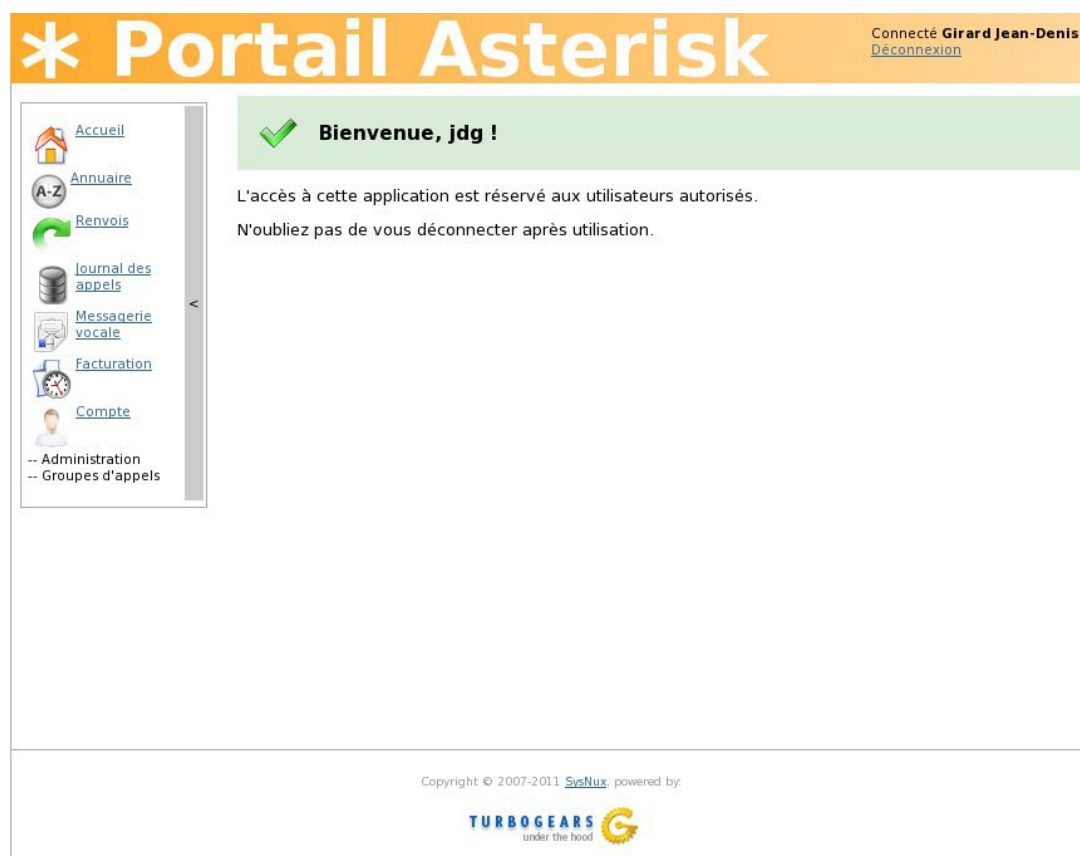 * Portail Asterisk
Connecté Girard Jean-Denis
Déconnexion
Accueil
A-Z
Annuaire
Renvois
Journal des
appels
<
Messagerie
vocale
Facturation
Compte
-- Administration
-- Groupes d'appels
Bienvenue, jdg !
L'accès à cette application est réservé aux utilisateurs autorisés.
N'oubliez pas de vous déconnecter après utilisation.
Copyright © 2007-2011 SysNux, powered by:
TURBOGEARS
under the hood